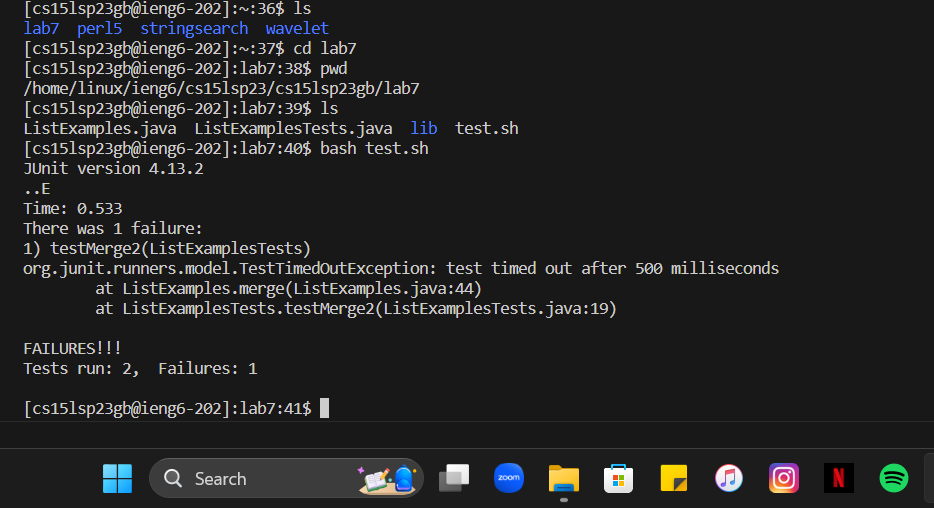 [cs15lsp23gb@ieng6-202]:~:36$ ls
lab7  perl5  stringsearch  wavelet
[cs15lsp23gb@ieng6-202]:~:37$ cd lab7
[cs15lsp23gb@ieng6-202]:lab7:38$ pwd
/home/linux/ieng6/cs15lsp23/cs15lsp23gb/lab7
[cs15lsp23gb@ieng6-202]:lab7:39$ ls
ListExamples.java  ListExamplesTests.java  lib  test.sh
[cs15lsp23gb@ieng6-202]:lab7:40$ bash test.sh
JUnit version 4.13.2
..E
Time: 0.533
There was 1 failure:
1) testMerge2(ListExamplesTests)
org.junit.runners.model.TestTimedOutException: test timed out after 500 milliseconds
        at ListExamples.merge(ListExamples.java:44)
        at ListExamplesTests.testMerge2(ListExamplesTests.java:19)
FAILURES!!!
Tests run: 2,  Failures: 1
[cs15lsp23gb@ieng6-202]:lab7:41$
Search
zoom
N